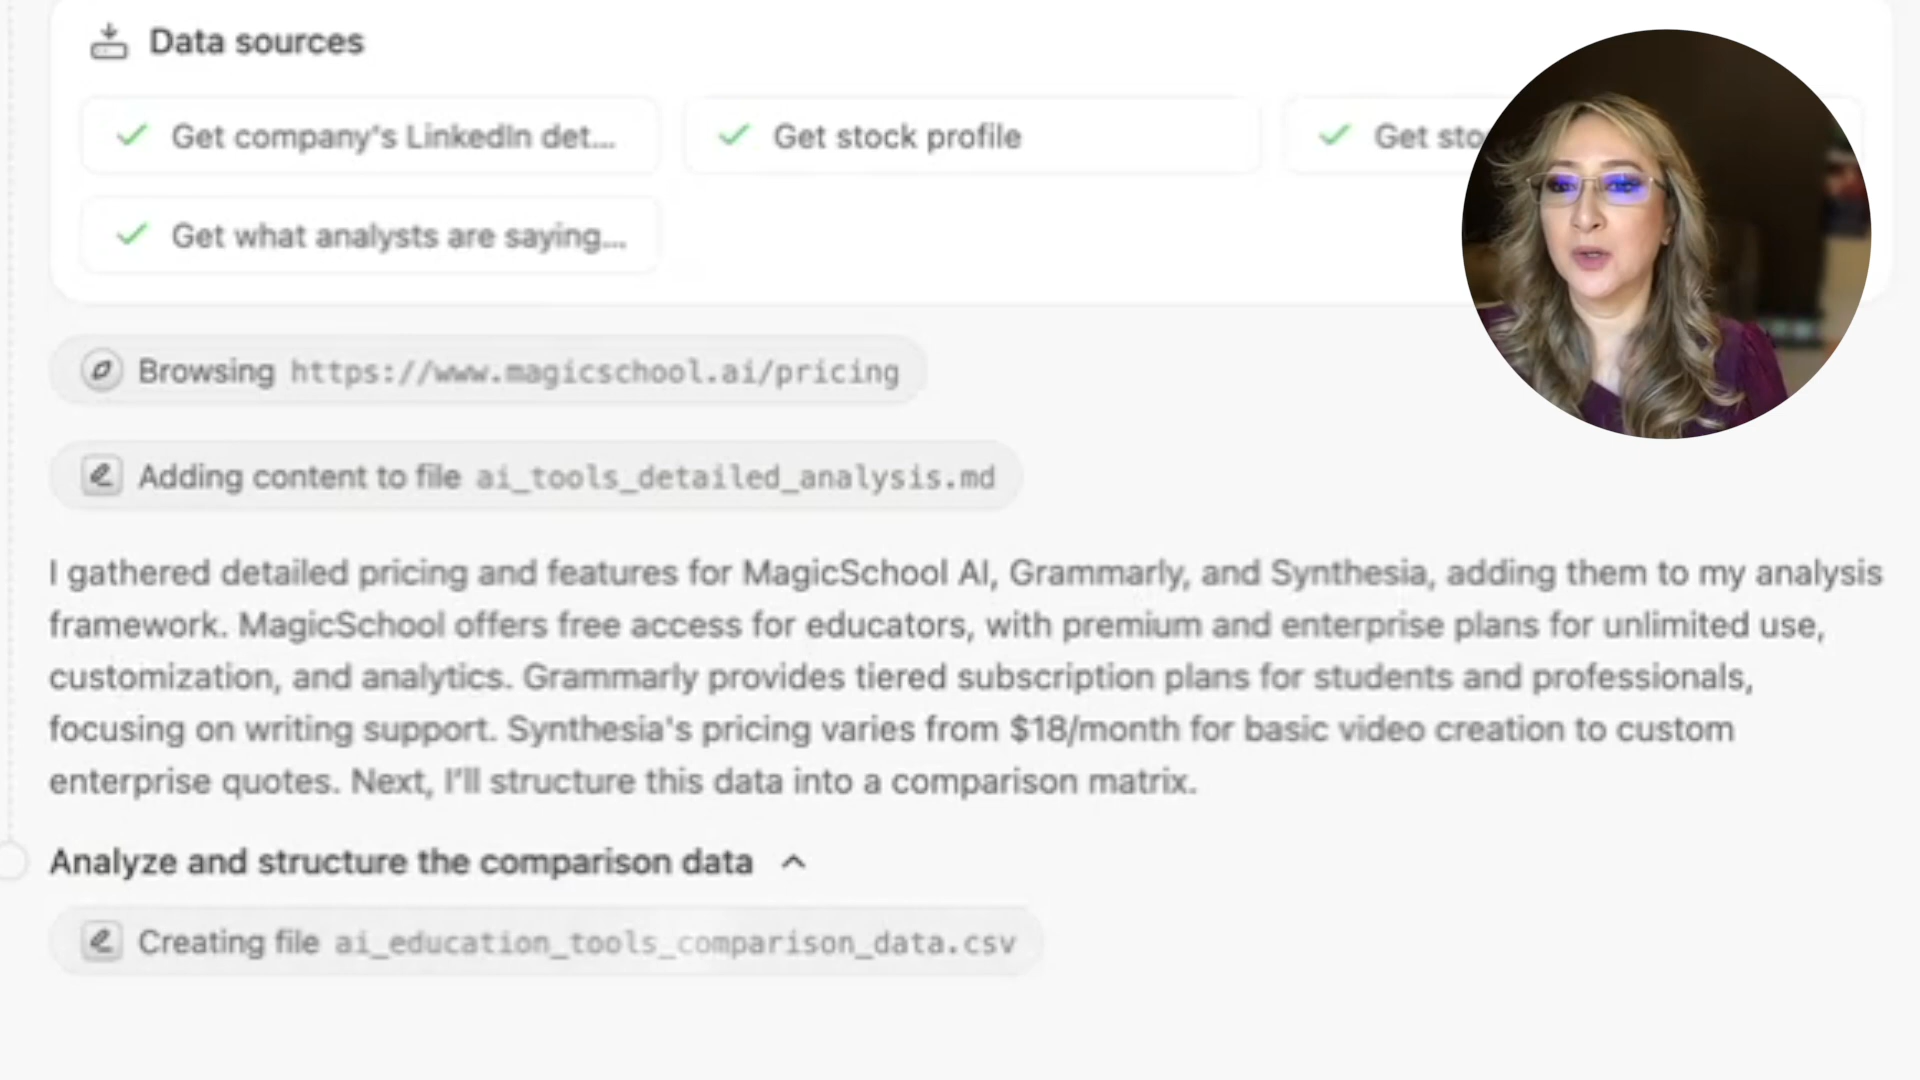 Data sources
Get company's LinkedIn det...
Get stock profile
Get sto
Get what analysts are saying...
Browsing https://www.magicschool.ai/pricing
Adding content to file ai_tools_detailed_analysis.md
I gathered detailed pricing and features for MagicSchool AI, Grammarly, and Synthesia, adding them to my analysis
framework. MagicSchool offers free access for educators, with premium and enterprise plans for unlimited use,
customization, and analytics. Grammarly provides tiered subscription plans for students and professionals,
focusing on writing support. Synthesia's pricing varies from $18/month for basic video creation to custom
enterprise quotes. Next, I'll structure this data into a comparison matrix.
Analyze and structure the comparison data
Creating file ai_education_tools_comparison_data.csv